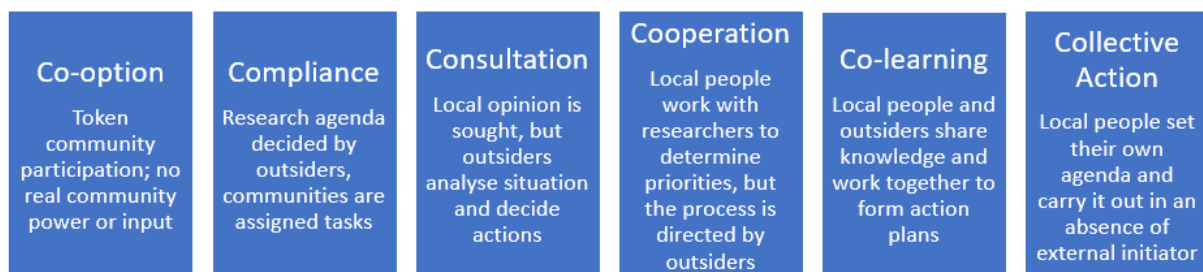 Co-option
Token
community
participation; no
real community
power or input
Compliance
Research agenda
decided by
outsiders,
communities are
assigned tasks
Consultation
Local opinion is
sought, but
outsiders
analyse situation
and decide
actions
Cooperation
Local people
work with
researchers to
determine
priorities, but
the process is
directed by
outsiders
Co-learning
Local people and
outsiders share
knowledge and
work together to
form action
plans
Collective
Action
Local people set
their own
agenda and
carry it out in an
absence of
external initiator